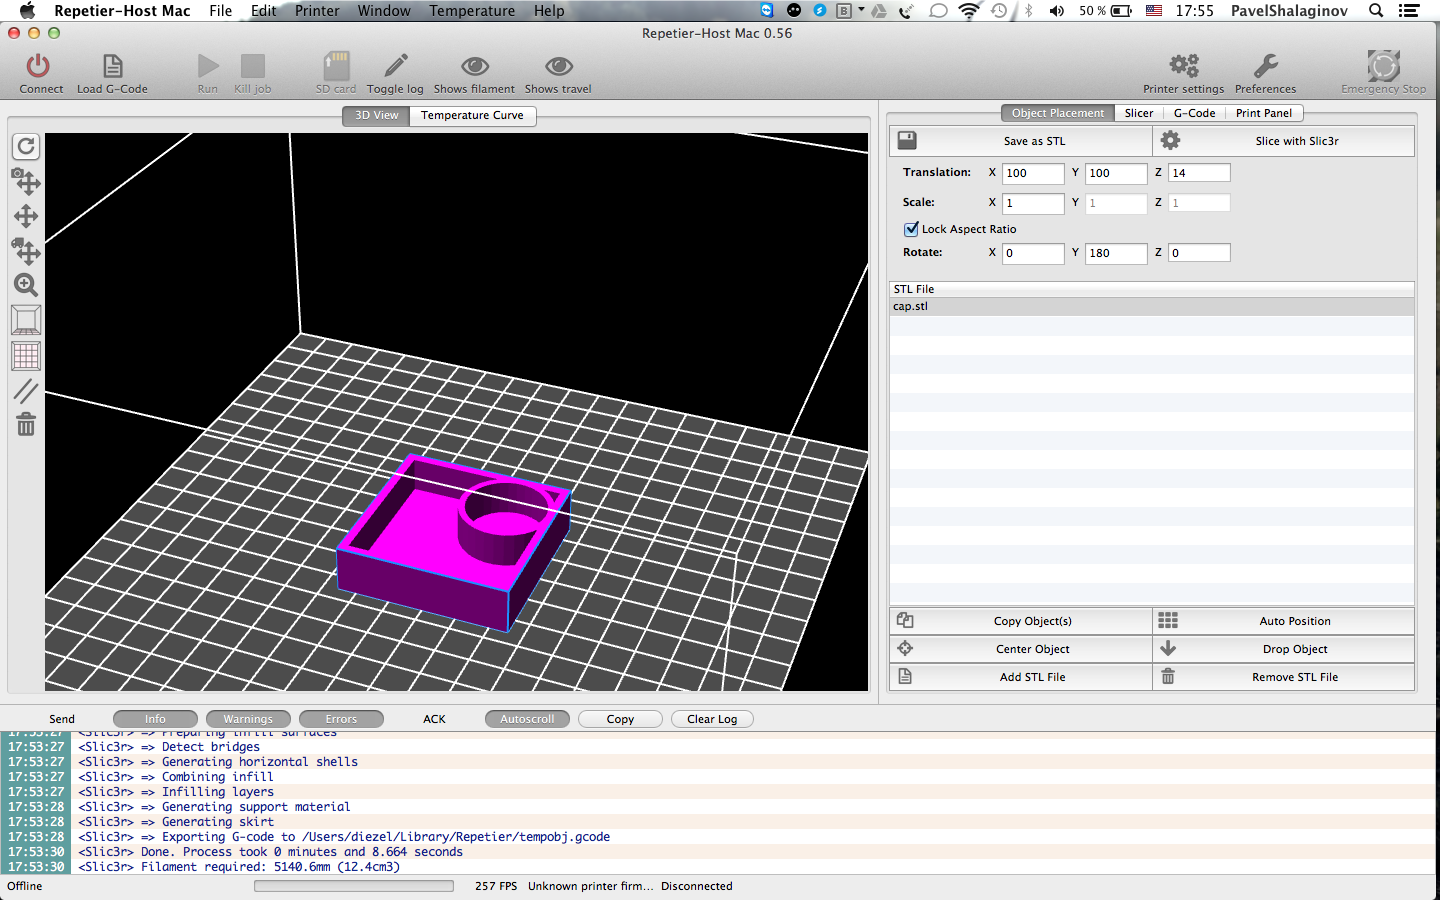 Repetier-Host Mac File Edit Printer Window Temperature Help 50 % 17:55 PavelShalaginov
Repetier-Host Mac 0.56
Connect Load G-Code Run Kill job SD card Toggle log Shows filament Shows travel Printer settings Preferences Emergency Stop
3D View Temperature Curve
Object Placement Slicer G-Code Print Panel
Save as STL Slice with Slic3r
Translation: X 100 Y 100 Z 14
Scale: X 1 Y 1 Z 1
Lock Aspect Ratio
Rotate: X 0 Y 180 Z 0
STL File
cap.stl
Copy Object(s) Auto Position
Center Object Drop Object
Add STL File Remove STL File
Send Info Warnings Errors ACK Autoscroll Copy Clear Log
17:53:27 <Slic3r> => Preparing infill surfaces
17:53:27 <Slic3r> => Detect bridges
17:53:27 <Slic3r> => Generating horizontal shells
17:53:27 <Slic3r> => Combining infill
17:53:27 <Slic3r> => Infilling layers
17:53:28 <Slic3r> => Generating support material
17:53:28 <Slic3r> => Generating skirt
17:53:28 <Slic3r> => Exporting G-code to /Users/diezel/Library/Repetier/tempobj.gcode
17:53:30 <Slic3r> Done. Process took 0 minutes and 8.664 seconds
17:53:30 <Slic3r> Filament required: 5140.6mm (12.4cm3)
Offline 257 FPS Unknown printer firm... Disconnected